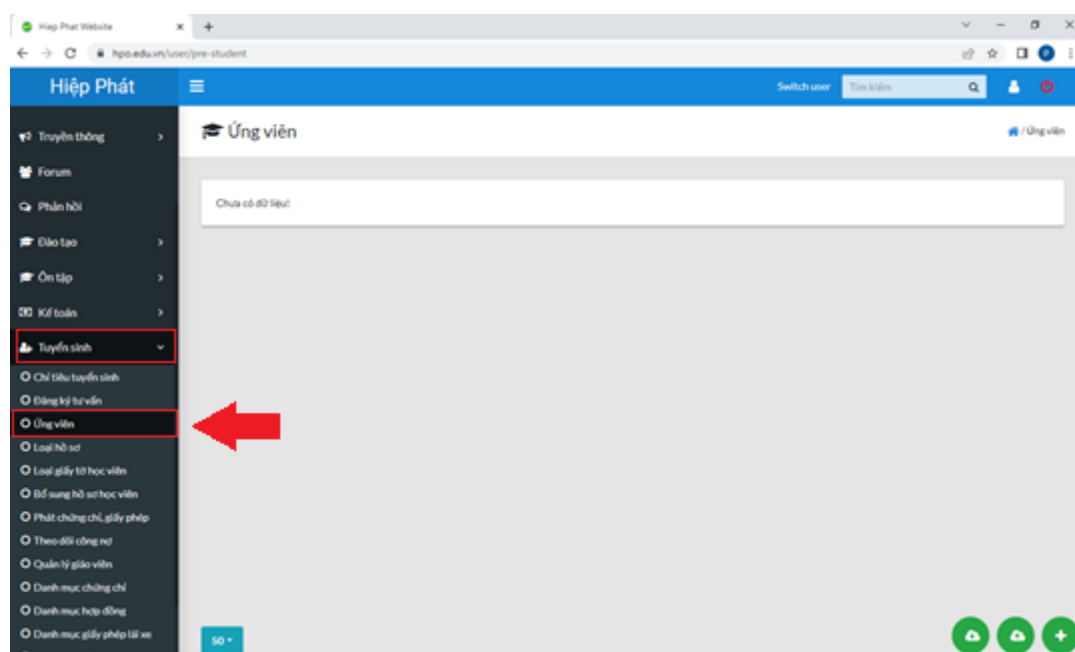 Hiep Phat Website
hpo.edu.vn/user/pre-student
Hiệp Phát
Switch user
Tìm kiếm
Truyền thông
Ứng viên
/ Ứng viên
Forum
Phản hồi
Chưa có dữ liệu!
Đào tạo
Ôn tập
Kế toán
Tuyển sinh
Chỉ tiêu tuyển sinh
Đăng ký tư vấn
Ứng viên
Loại hồ sơ
Loại giấy tờ học viên
Bổ sung hồ sơ học viên
Phát chứng chỉ, giấy phép
Theo dõi công nợ
Quản lý giáo viên
Danh mục chứng chỉ
Danh mục hợp đồng
Danh mục giấy phép lái xe
50